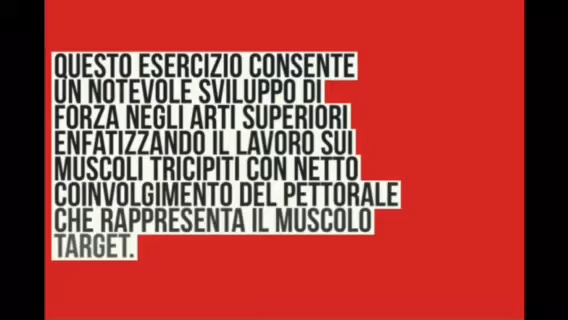 QUESTO ESERCIZIO CONSENTE
UN NOTEVOLE SVILUPPO DI
FORZA NEGLI ARTI SUPERIORI
ENFATIZZANDO IL LAVORO SUI
MUSCOLI TRICIPITI CON NETTO
COINVOLGIMENTO DEL PETTORALE
CHE RAPPRESENTA IL MUSCOLO
TARGET.